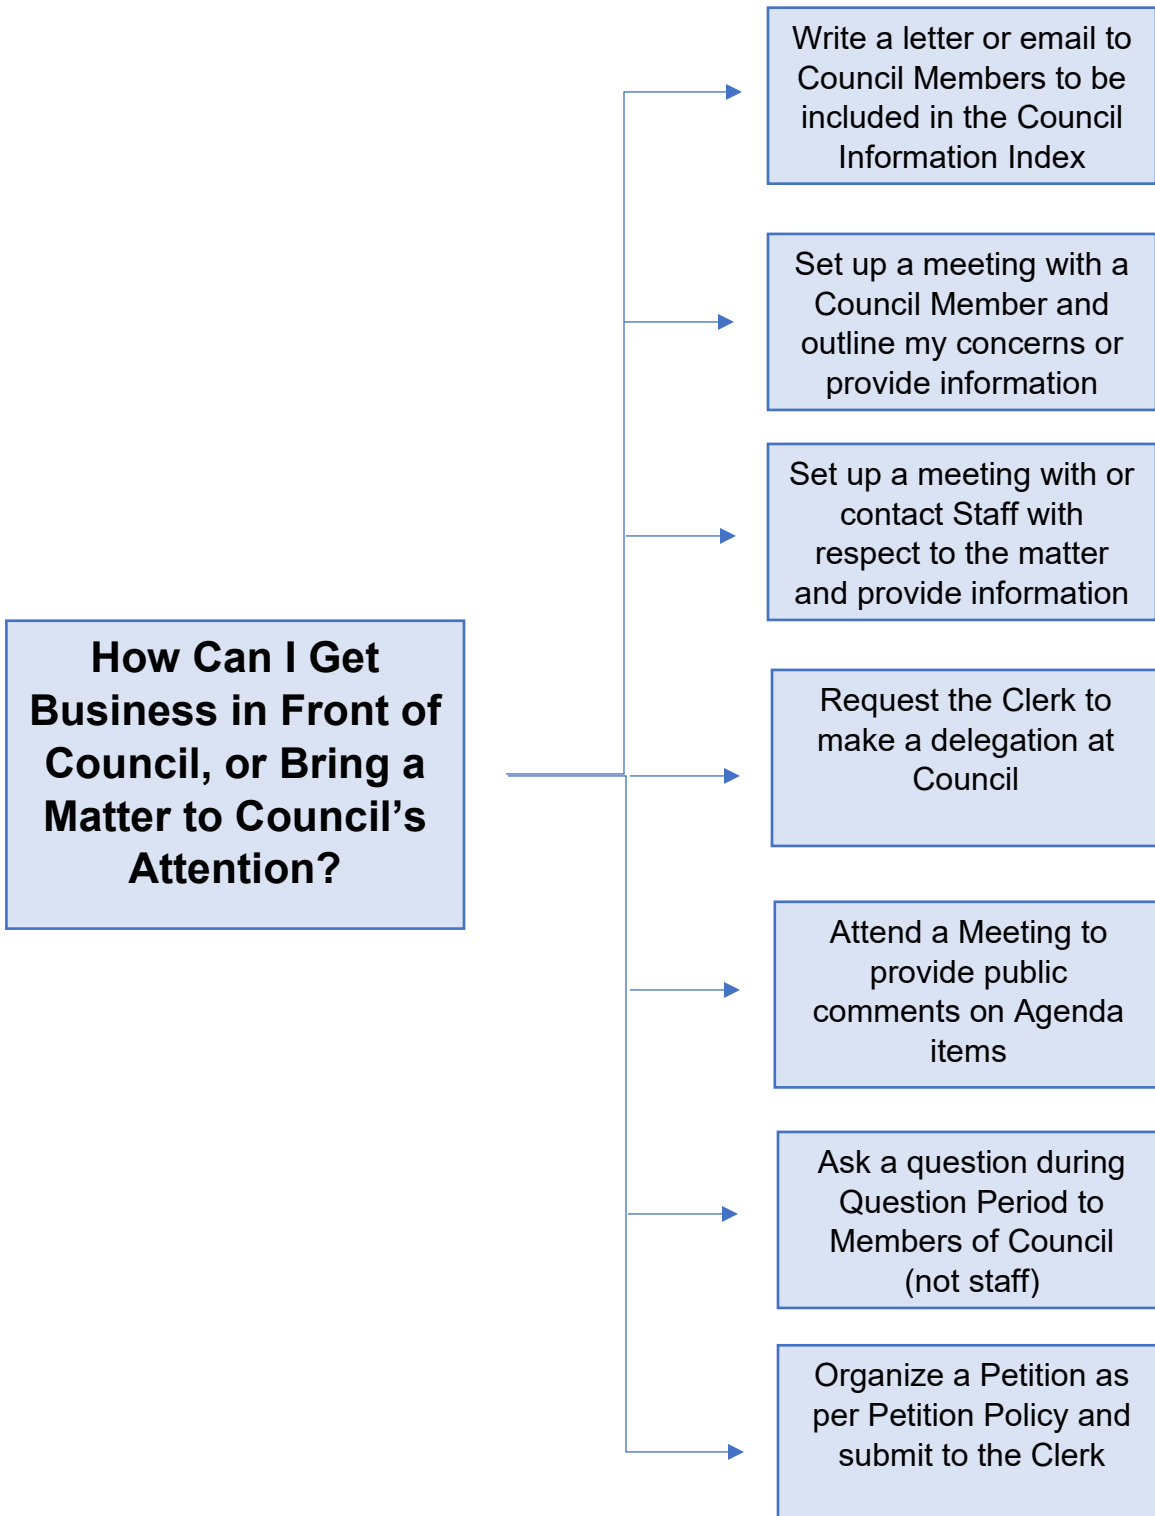 Write a letter or email to
Council Members to be
included in the Council
Information Index
Set up a meeting with a
Council Member and
outline my concerns or
provide information
Set up a meeting with or
contact Staff with
respect to the matter
and provide information
How Can I Get
Business in Front of
Council, or Bring a
Matter to Council’s
Attention?
Request the Clerk to
make a delegation at
Council
Attend a Meeting to
provide public
comments on Agenda
items
Ask a question during
Question Period to
Members of Council
(not staff)
Organize a Petition as
per Petition Policy and
submit to the Clerk